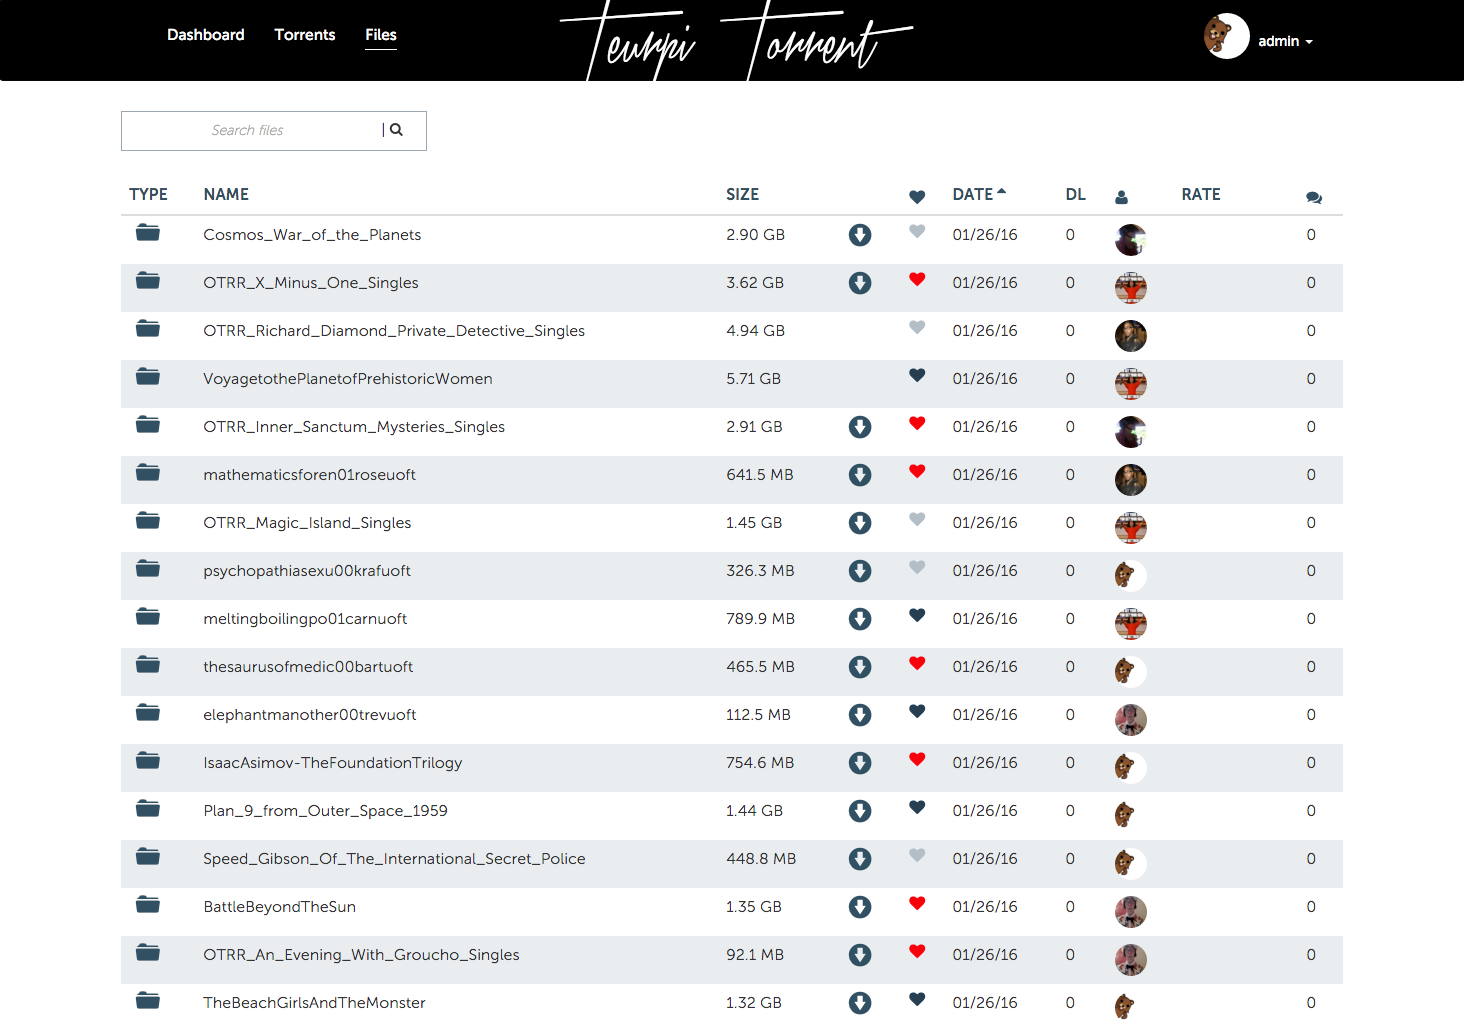 Dashboard Torrents Files Teurpi Torrent admin
Search files |
TYPE NAME SIZE DATE DL RATE
Cosmos_War_of_the_Planets 2.90 GB 01/26/16 0 0
OTRR_X_Minus_One_Singles 3.62 GB 01/26/16 0 0
OTRR_Richard_Diamond_Private_Detective_Singles 4.94 GB 01/26/16 0 0
VoyagetothePlanetofPrehistoricWomen 5.71 GB 01/26/16 0 0
OTRR_Inner_Sanctum_Mysteries_Singles 2.91 GB 01/26/16 0 0
mathematicsforen01roseuoft 641.5 MB 01/26/16 0 0
OTRR_Magic_Island_Singles 1.45 GB 01/26/16 0 0
psychopathiasexu00krafuoft 326.3 MB 01/26/16 0 0
meltingboilingpo01carnuoft 789.9 MB 01/26/16 0 0
thesaurusofmedic00bartuoft 465.5 MB 01/26/16 0 0
elephantmanother00trevuoft 112.5 MB 01/26/16 0 0
IsaacAsimov-TheFoundationTrilogy 754.6 MB 01/26/16 0 0
Plan_9_from_Outer_Space_1959 1.44 GB 01/26/16 0 0
Speed_Gibson_Of_The_International_Secret_Police 448.8 MB 01/26/16 0 0
BattleBeyondTheSun 1.35 GB 01/26/16 0 0
OTRR_An_Evening_With_Groucho_Singles 92.1 MB 01/26/16 0 0
TheBeachGirlsAndTheMonster 1.32 GB 01/26/16 0 0